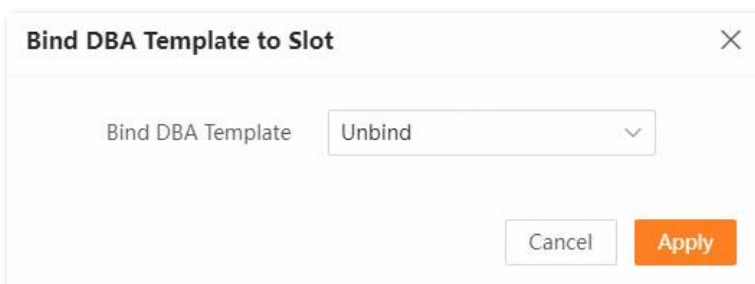 Bind DBA Template to Slot
Bind DBA Template Unbind
Cancel Apply